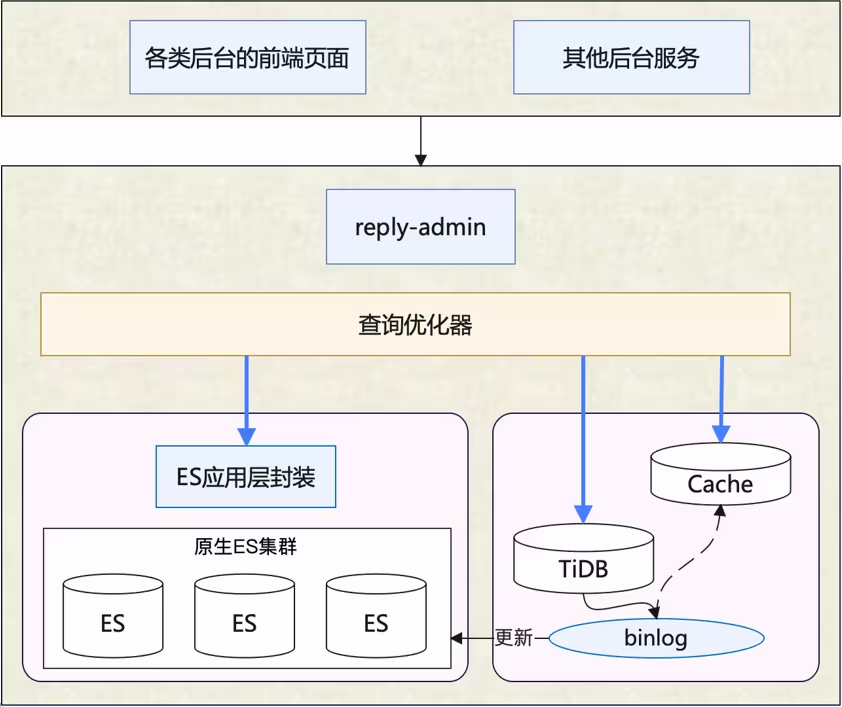 各类后台的前端页面
其他后台服务
reply-admin
查询优化器
ES应用层封装
Cache
原生ES集群
TiDB
ES
ES
ES
更新
binlog